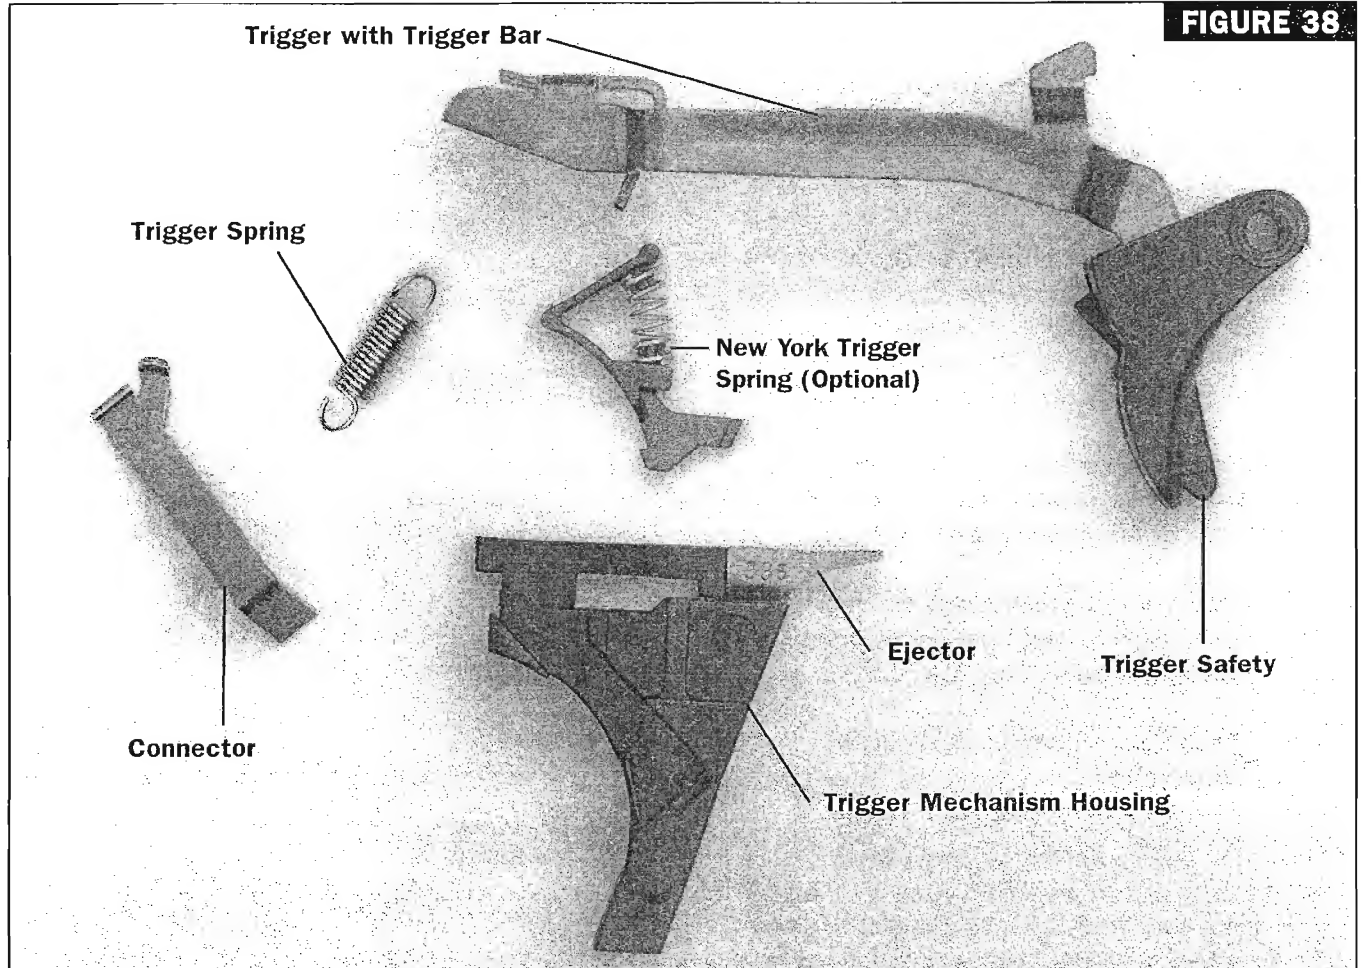 FIGURE 38
Trigger with Trigger Bar
Trigger Spring
New York Trigger
Spring (Optional)
Ejector
Trigger Safety
Connector
Trigger Mechanism Housing